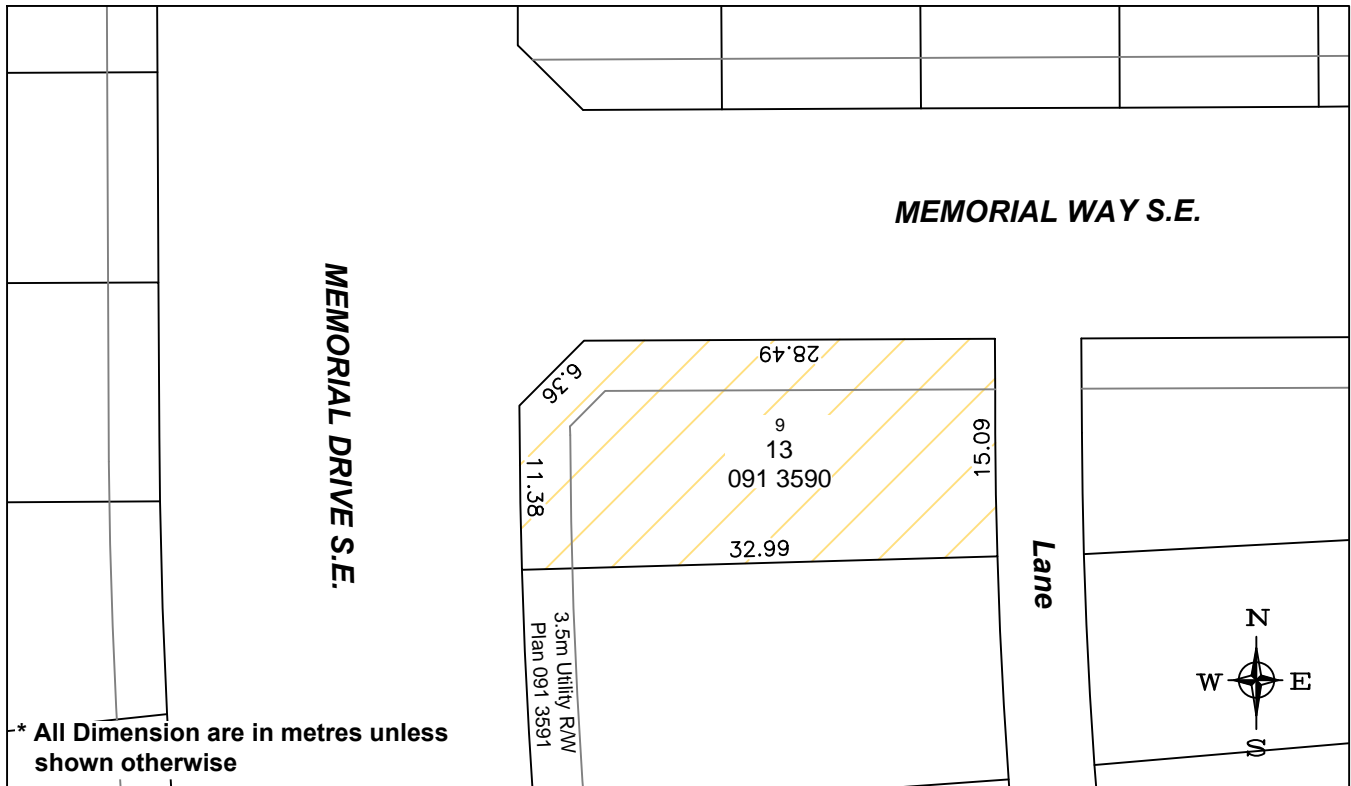 MEMORIAL WAY S.E.
MEMORIAL DRIVE S.E.
28.49
6.36
9
13
091 3590
15.09
11.38
32.99
Lane
3.5m Utility R/W
Plan 091 3591
N
W E
S
* All Dimension are in metres unless
shown otherwise